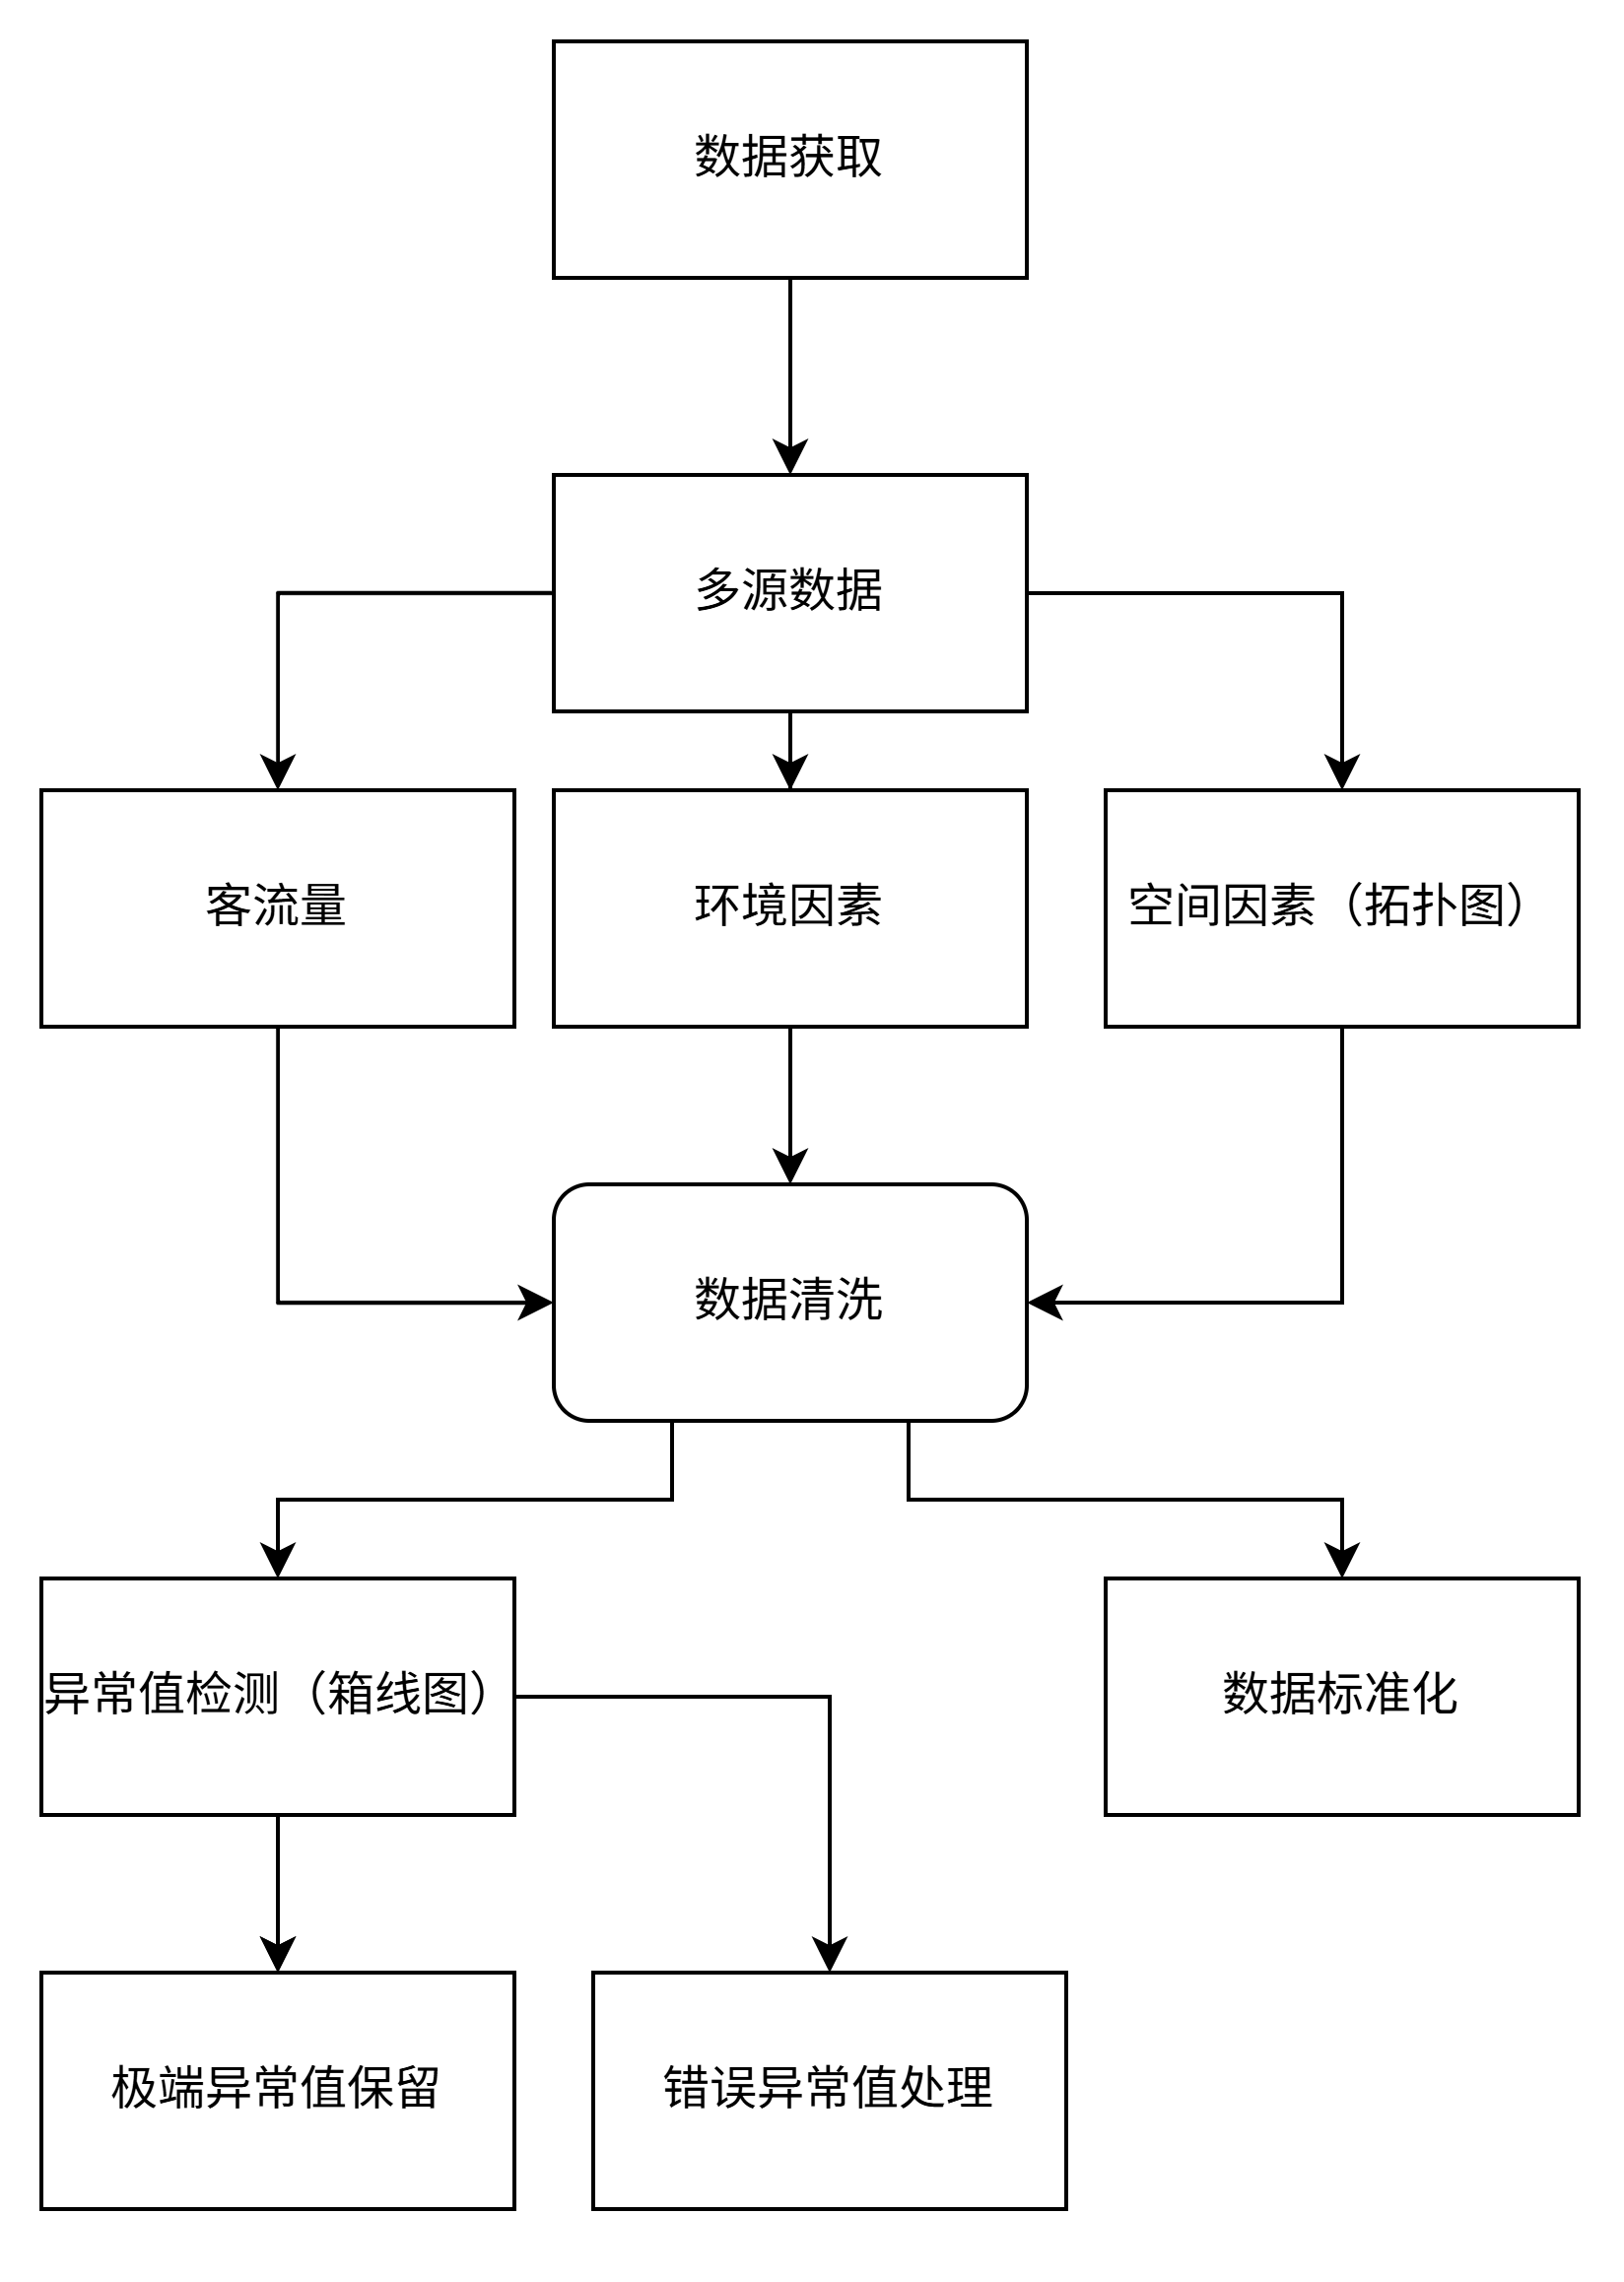 数据获取
多源数据
客流量
环境因素
空间因素（拓扑图）
数据清洗
异常值检测（箱线图）
数据标准化
极端异常值保留
错误异常值处理